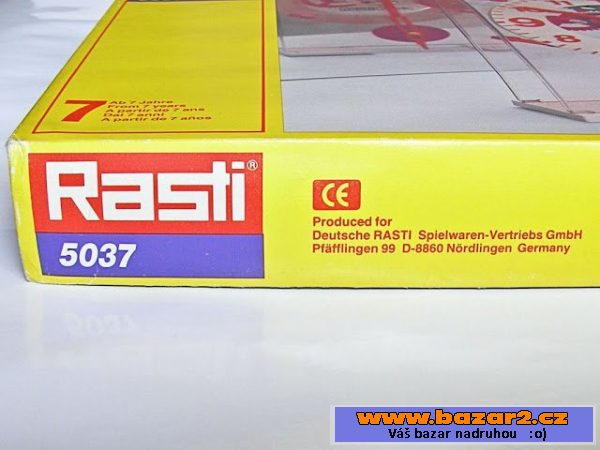 7
Ab 7 Jahre
From 7 years
A partir de 7 ans
Dai 7 anni
A partir de 7 años
Rasti®
5037
CE
Produced for
Deutsche RASTI Spielwaren-Vertriebs GmbH
Pfäfflingen 99 D-8860 Nördlingen Germany
www.bazar2.cz
Váš bazar nadruhou :o)